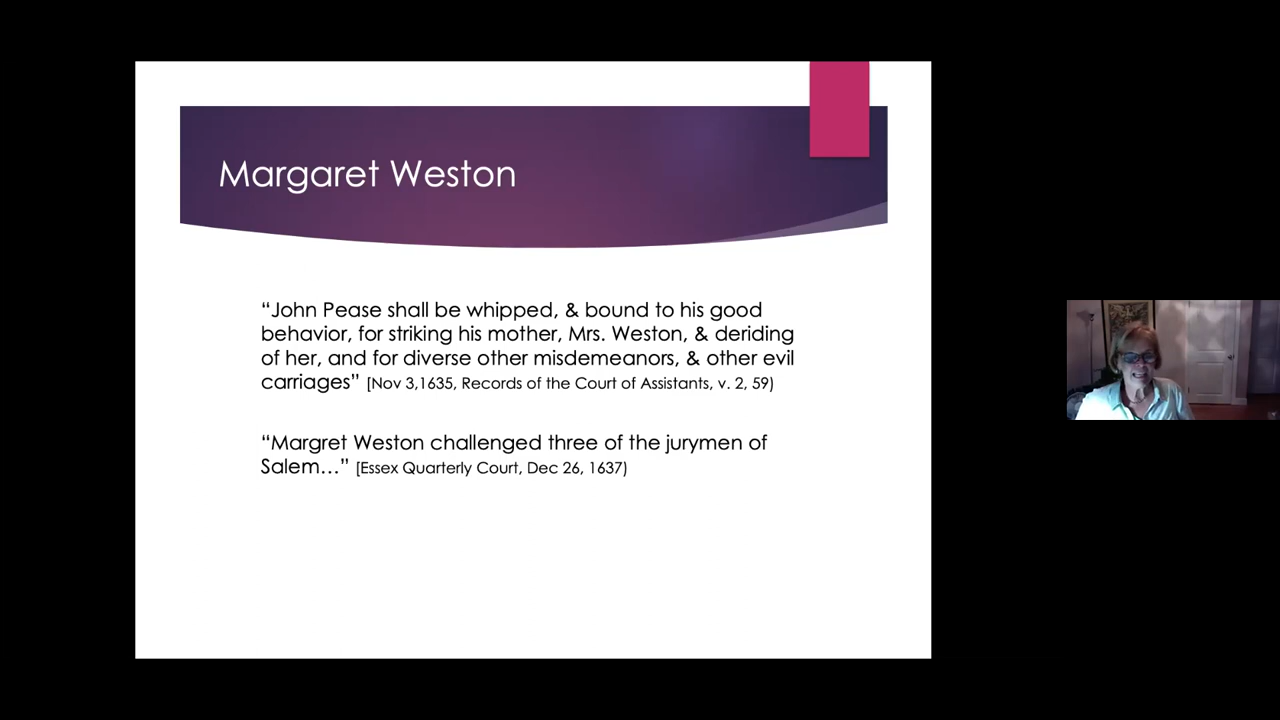 Margaret Weston
“John Pease shall be whipped, & bound to his good
behavior, for striking his mother, Mrs. Weston, & deriding
of her, and for diverse other misdemeanors, & other evil
carriages” [Nov 3,1635, Records of the Court of Assistants, v. 2, 59)
“Margret Weston challenged three of the jurymen of
Salem…” [Essex Quarterly Court, Dec 26, 1637)